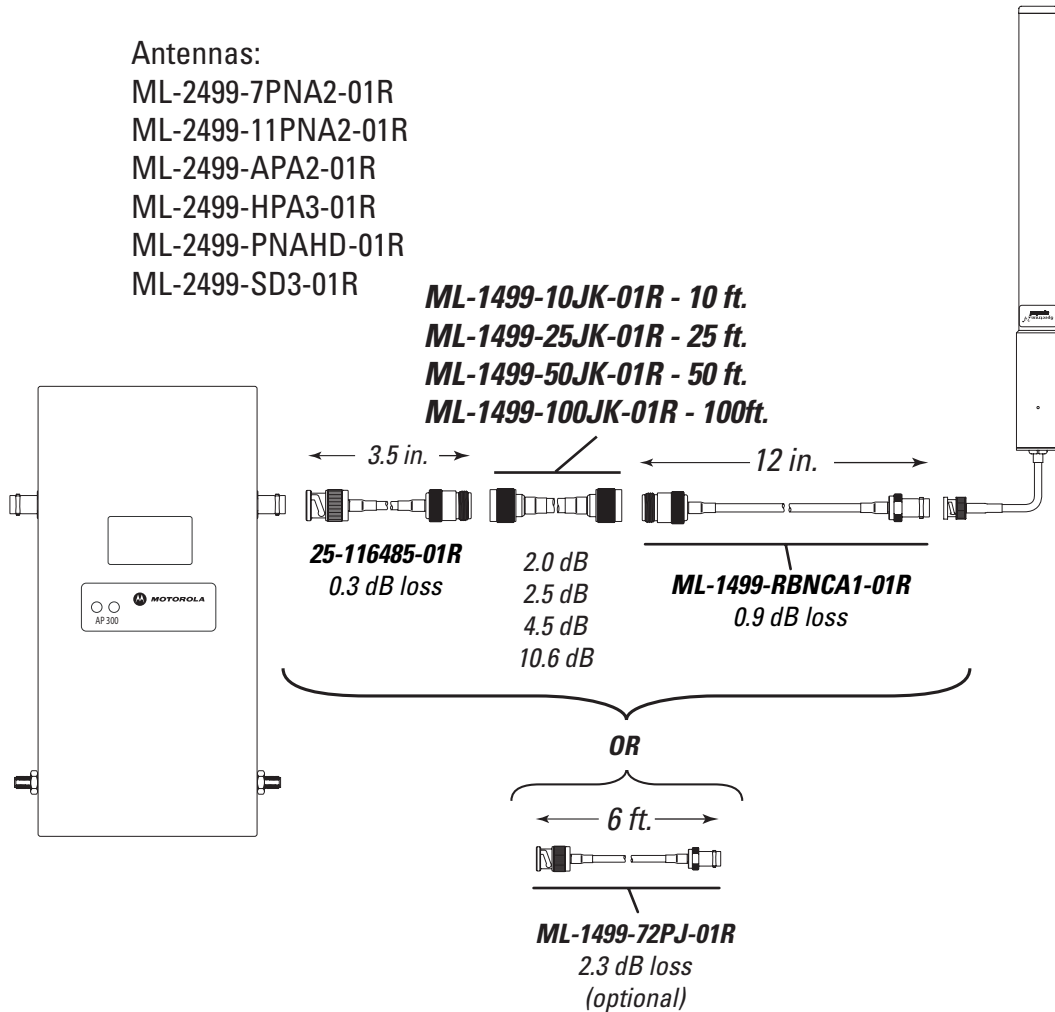 Antennas:
ML-2499-7PNA2-01R
ML-2499-11PNA2-01R
ML-2499-APA2-01R
ML-2499-HPA3-01R
ML-2499-PNAHD-01R
ML-2499-SD3-01R
ML-1499-10JK-01R - 10 ft.
ML-1499-25JK-01R - 25 ft.
ML-1499-50JK-01R - 50 ft.
ML-1499-100JK-01R - 100ft.
3.5 in.
12 in.
25-116485-01R
0.3 dB loss
2.0 dB
2.5 dB
4.5 dB
10.6 dB
ML-1499-RBNCA1-01R
0.9 dB loss
MOTOROLA
AP 300
OR
6 ft.
ML-1499-72PJ-01R
2.3 dB loss
(optional)